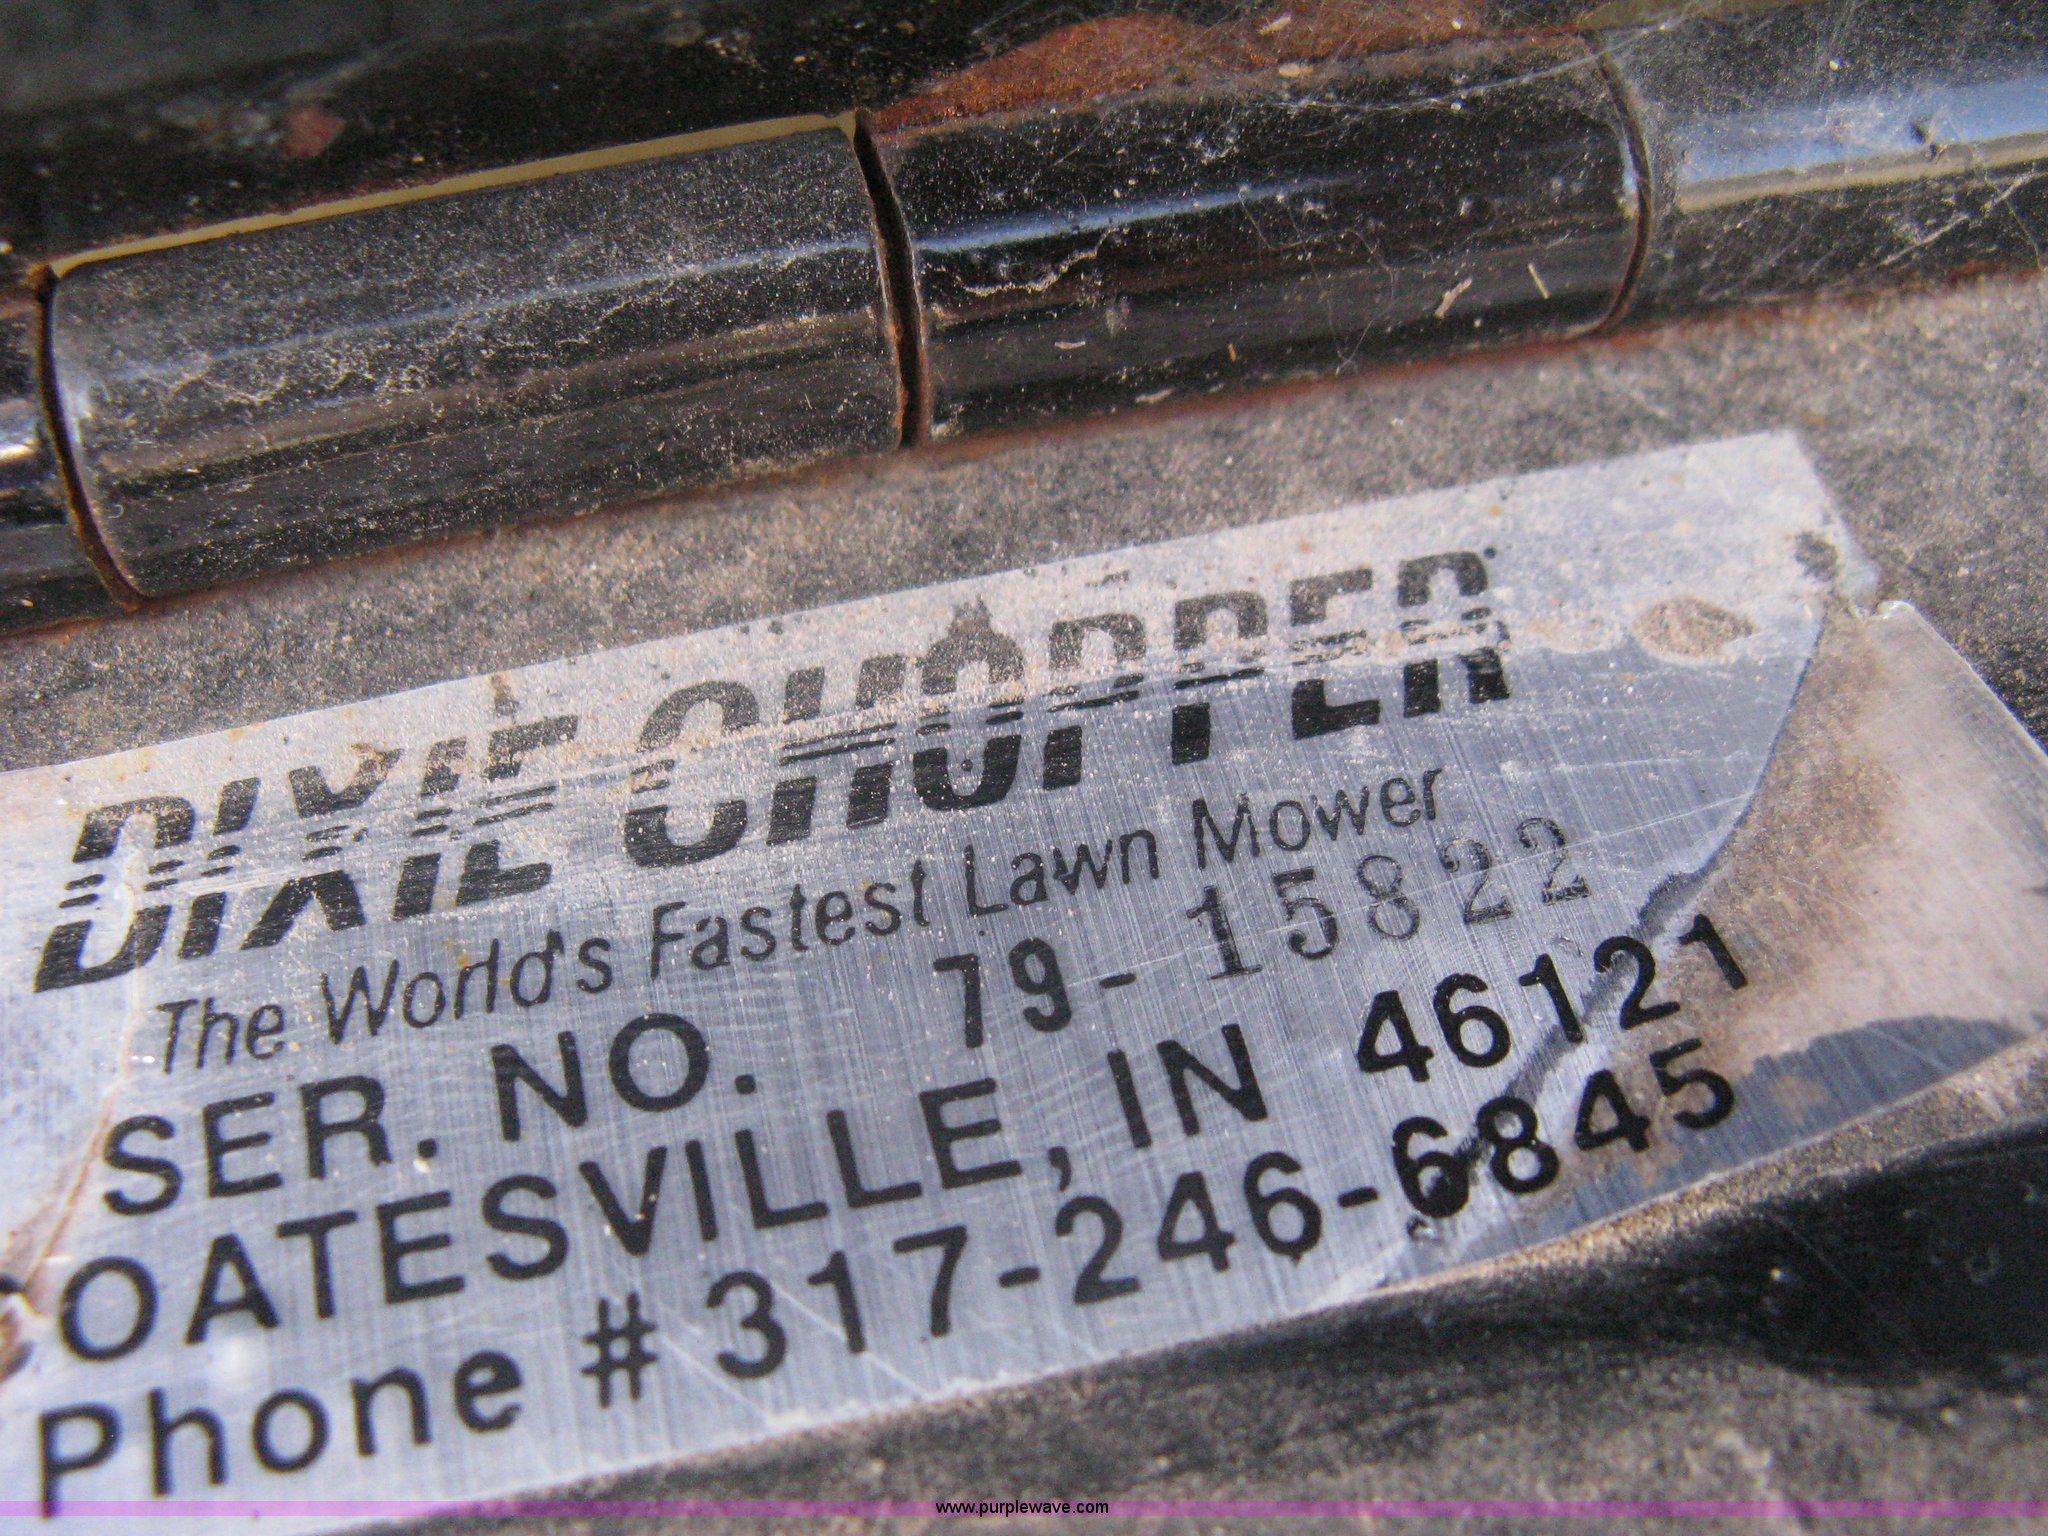 DIXIE CHOPPER
The World's Fastest Lawn Mower
SER. NO. 79-15822
COATESVILLE, IN 46121
Phone # 317-246-6845
www.purplewave.com